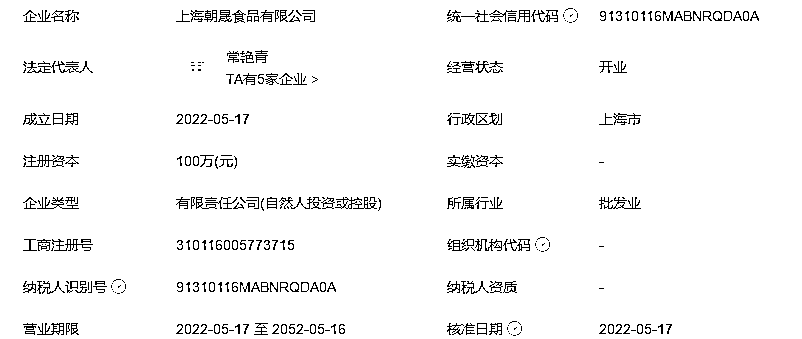 企业名称 上海朝晟食品有限公司 统一社会信用代码 91310116MABNRQDA0A
法定代表人 常艳青 经营状态 开业
TA有5家企业 >
成立日期 2022-05-17 行政区划 上海市
注册资本 100万(元) 实缴资本 -
企业类型 有限责任公司(自然人投资或控股) 所属行业 批发业
工商注册号 310116005773715 组织机构代码 -
纳税人识别号 91310116MABNRQDA0A 纳税人资质 -
营业期限 2022-05-17 至 2052-05-16 核准日期 2022-05-17